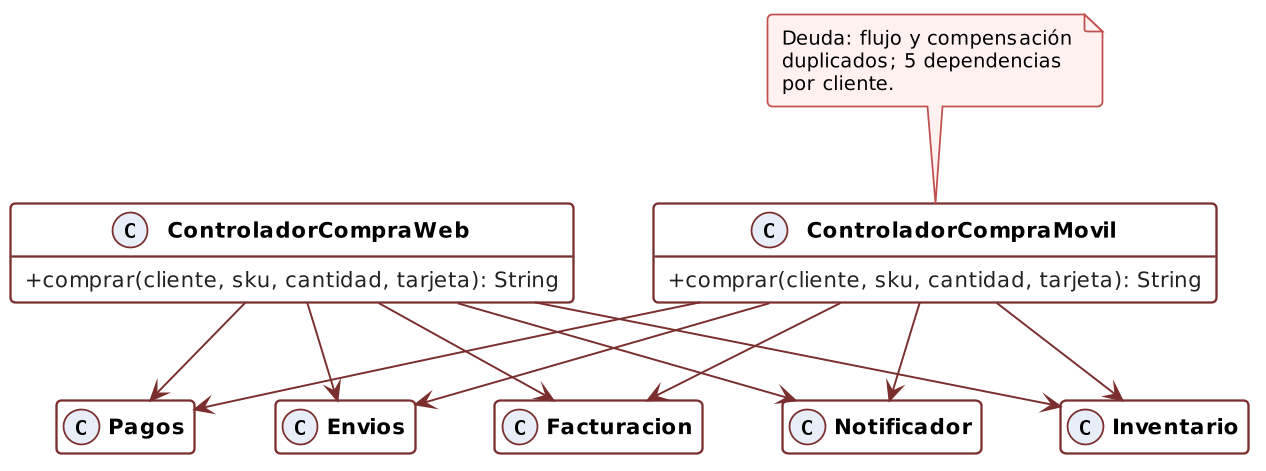 Deuda: flujo y compensación
duplicados; 5 dependencias
por cliente.
C ControladorCompraWeb
+comprar(cliente, sku, cantidad, tarjeta): String
C ControladorCompraMovil
+comprar(cliente, sku, cantidad, tarjeta): String
C Pagos
C Envios
C Facturacion
C Notificador
C Inventario